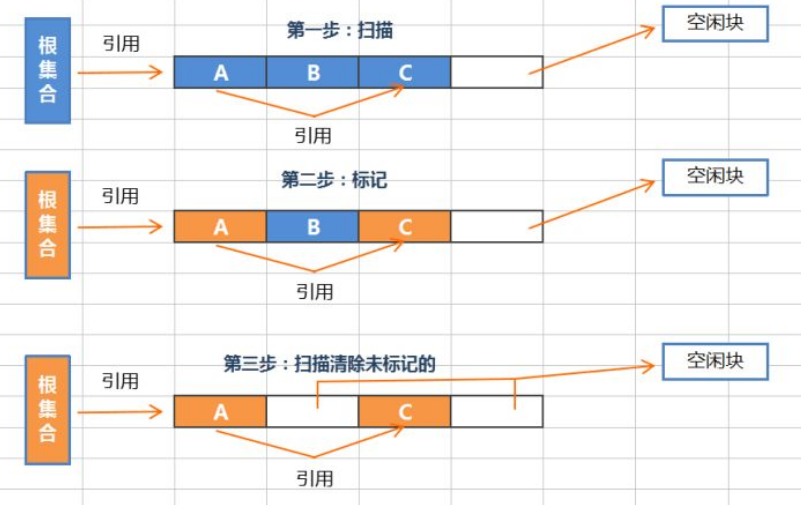 第一步：扫描
空闲块
根集合
引用
A
B
C
引用
第二步：标记
空闲块
根集合
引用
A
B
C
引用
第三步：扫描清除未标记的
空闲块
根集合
引用
A
C
引用